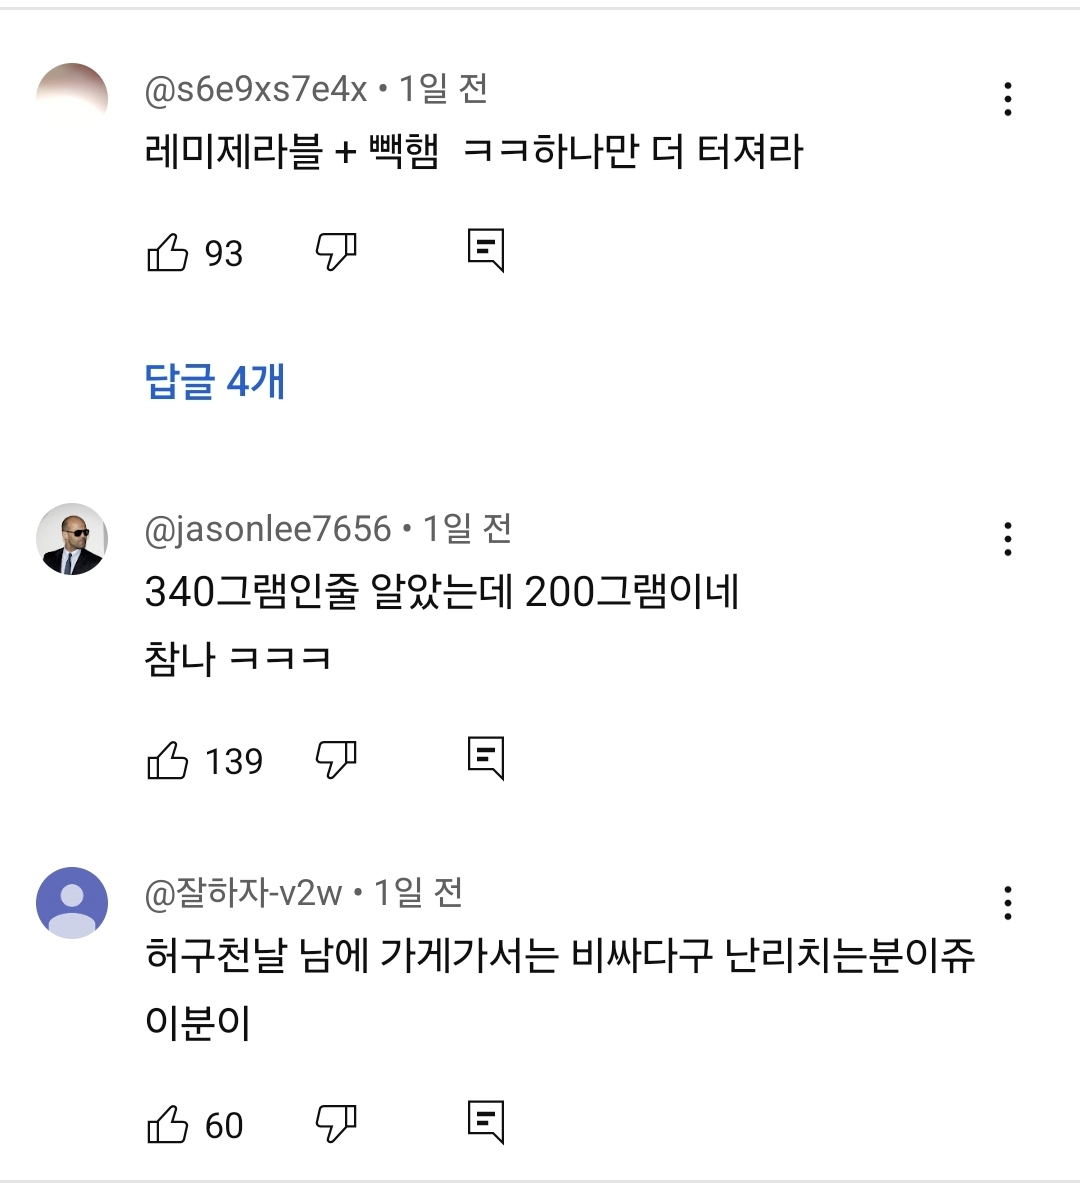 @s6e9xs7e4x • 1일 전
레미제라블 + 빽햄 ㅋㅋ하나만 더 터져라
93
답글 4개
@jasonlee7656 • 1일 전
340그램인줄 알았는데 200그램이네
참나 ㅋㅋㅋ
139
@잘하자-v2w • 1일 전
허구천날 남에 가게가서는 비싸다구 난리치는분이쥬
이분이
60